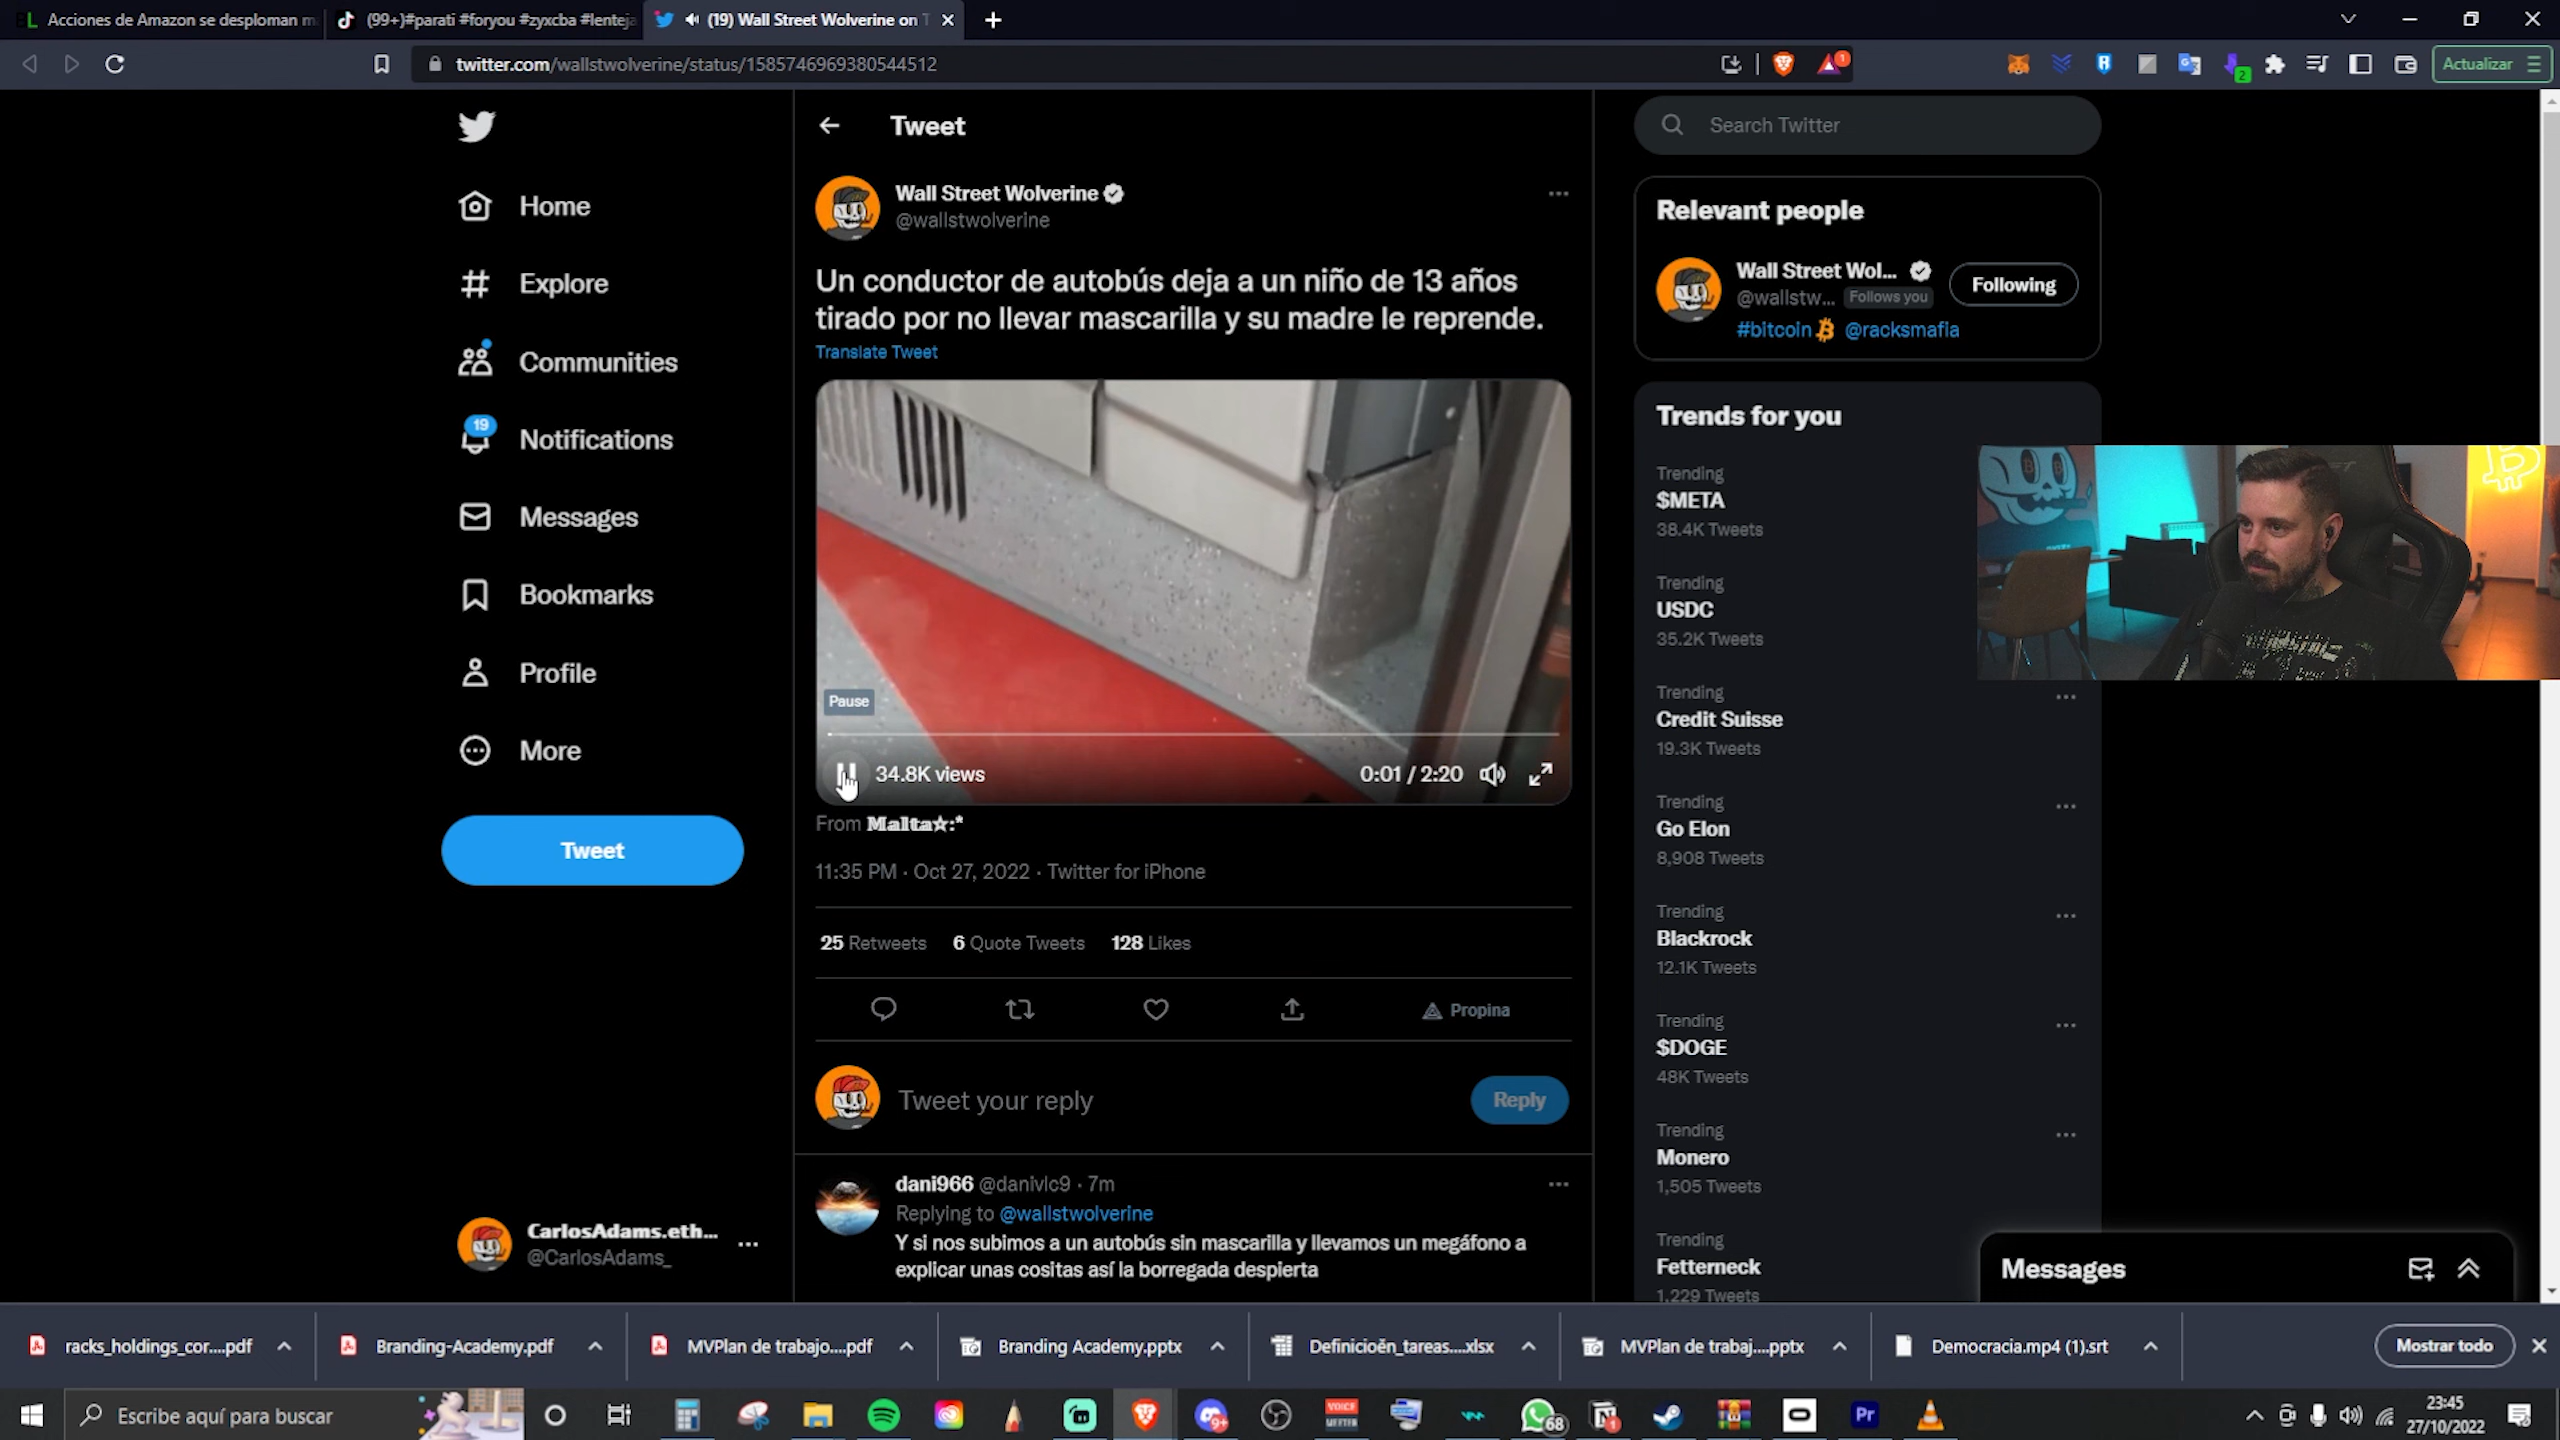 Acciones de Amazon se desploman m
(99+)#parati #foryou #zyxcba #lenteja
(19) Wall Street Wolverine on T
twitter.com/wallstwolverine/status/1585746969380544512
1
2
Actualizar
Tweet
Search Twitter
Home
Explore
Communities
19
Notifications
Messages
Bookmarks
Profile
More
Tweet
CarlosAdams.eth...
@CarlosAdams_
Wall Street Wolverine
@wallstwolverine
Un conductor de autobús deja a un niño de 13 años
tirado por no llevar mascarilla y su madre le reprende.
Translate Tweet
Pause
34.8K views
0:01 / 2:20
From Malta☆:*
11:35 PM · Oct 27, 2022 · Twitter for iPhone
25 Retweets 6 Quote Tweets 128 Likes
Propina
Tweet your reply
Reply
dani966 @danivlc9 · 7m
Replying to @wallstwolverine
Y si nos subimos a un autobús sin mascarilla y llevamos un megáfono a
explicar unas cositas así la borregada despierta
Relevant people
Wall Street Wol...
@wallstw... Follows you
Following
#bitcoin @racksmafia
Trends for you
Trending
$META
38.4K Tweets
Trending
USDC
35.2K Tweets
Trending
Credit Suisse
19.3K Tweets
Trending
Go Elon
8,908 Tweets
Trending
Blackrock
12.1K Tweets
Trending
$DOGE
48K Tweets
Trending
Monero
1,505 Tweets
Trending
Fetterneck
1,229 Tweets
Messages
racks_holdings_cor....pdf
Branding-Academy.pdf
MVPlan de trabajo....pdf
Branding Academy.pptx
Definicioěn_tareas....xlsx
MVPlan de trabaj....pptx
Democracia.mp4 (1).srt
Mostrar todo
Escribe aquí para buscar
9+
VOICE
68
1
Pr
23:45
27/10/2022